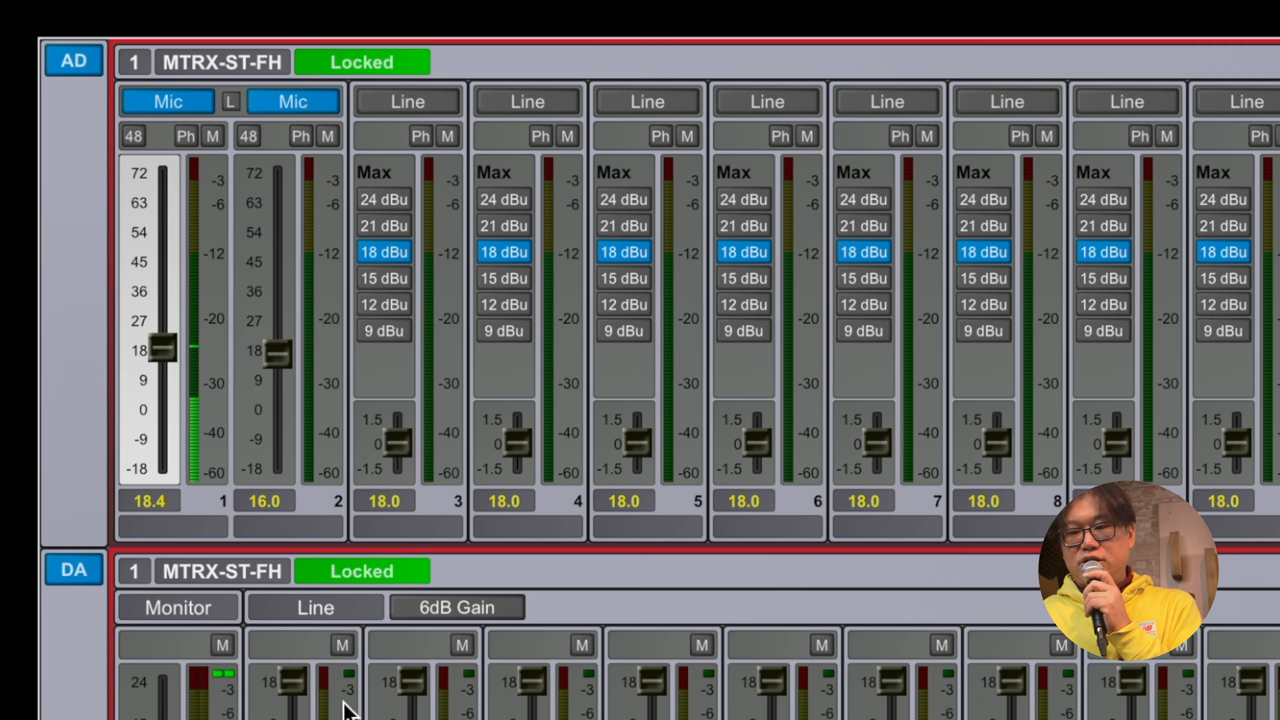 AD 1 MTRX-ST-FH Locked
Mic L Mic Line Line Line Line Line Line Line Line
48 Ph M 48 Ph M Ph M Ph M Ph M Ph M Ph M Ph M Ph M Ph
72 -3 72 -3 Max -3 Max -3 Max -3 Max -3 Max -3 Max -3 Max -3 Max
63 -6 63 -6 24 dBu -6 24 dBu -6 24 dBu -6 24 dBu -6 24 dBu -6 24 dBu -6 24 dBu -6 24 dBu
54 54 21 dBu 21 dBu 21 dBu 21 dBu 21 dBu 21 dBu 21 dBu 21 dBu
45 -12 45 -12 18 dBu -12 18 dBu -12 18 dBu -12 18 dBu -12 18 dBu -12 18 dBu -12 18 dBu -12 18 dBu
36 36 15 dBu 15 dBu 15 dBu 15 dBu 15 dBu 15 dBu 15 dBu 15 dBu
27 -20 27 -20 12 dBu -20 12 dBu -20 12 dBu -20 12 dBu -20 12 dBu -20 12 dBu -20 12 dBu -20 12 dBu
18 18 9 dBu 9 dBu 9 dBu 9 dBu 9 dBu 9 dBu 9 dBu 9 dBu
9 -30 9 -30 -30 -30 -30 -30 -30 -30 -30
0 0 1.5 1.5 1.5 1.5 1.5 1.5 1.5 1.5
-9 -40 -9 -40 0 -40 0 -40 0 -40 0 -40 0 -40 0 -40 0 -40 0
-18 -60 -18 -60 -1.5 -60 -1.5 -60 -1.5 -60 -1.5 -60 -1.5 -60 -1.5 -60 -1.5 -60 -1.5
18.4 1 16.0 2 18.0 3 18.0 4 18.0 5 18.0 6 18.0 7 18.0 8 18.0
DA 1 MTRX-ST-FH Locked
Monitor Line 6dB Gain
M M M M M M M M M
24 -3 18 -3 18 -3 18 -3 18 -3 18 -3 18 -3 18 -3 18 -3 18
-6 -6 -6 -6 -6 -6 -6 -6 -6